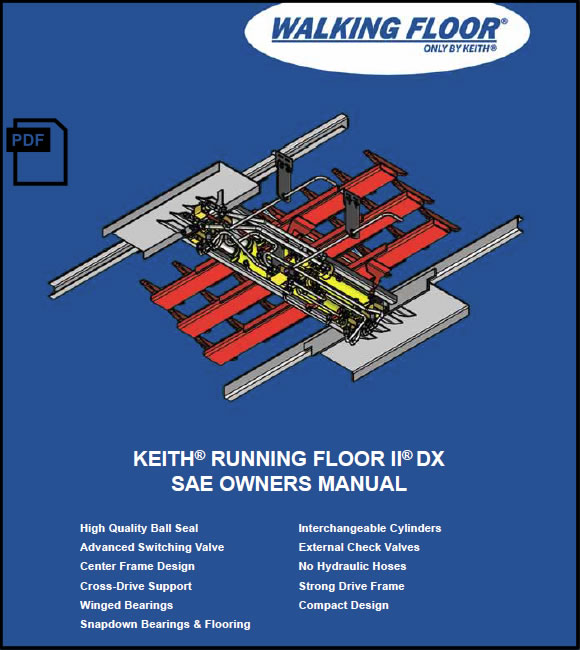 WALKING FLOOR®
ONLY BY KEITH®
PDF
KEITH® RUNNING FLOOR II® DX
SAE OWNERS MANUAL
High Quality Ball Seal
Advanced Switching Valve
Center Frame Design
Cross-Drive Support
Winged Bearings
Snapdown Bearings & Flooring
Interchangeable Cylinders
External Check Valves
No Hydraulic Hoses
Strong Drive Frame
Compact Design